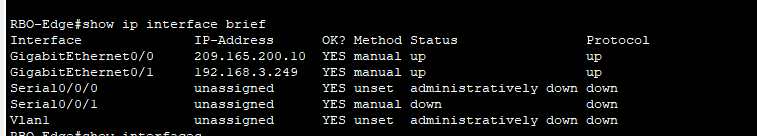 RBO-Edge#show ip interface brief
Interface IP-Address OK? Method Status Protocol
GigabitEthernet0/0 209.165.200.10 YES manual up up
GigabitEthernet0/1 192.168.3.249 YES manual up up
Serial0/0/0 unassigned YES unset administratively down down
Serial0/0/1 unassigned YES manual down down
Vlan1 unassigned YES unset administratively down down
RBO-Edge#show interfaces